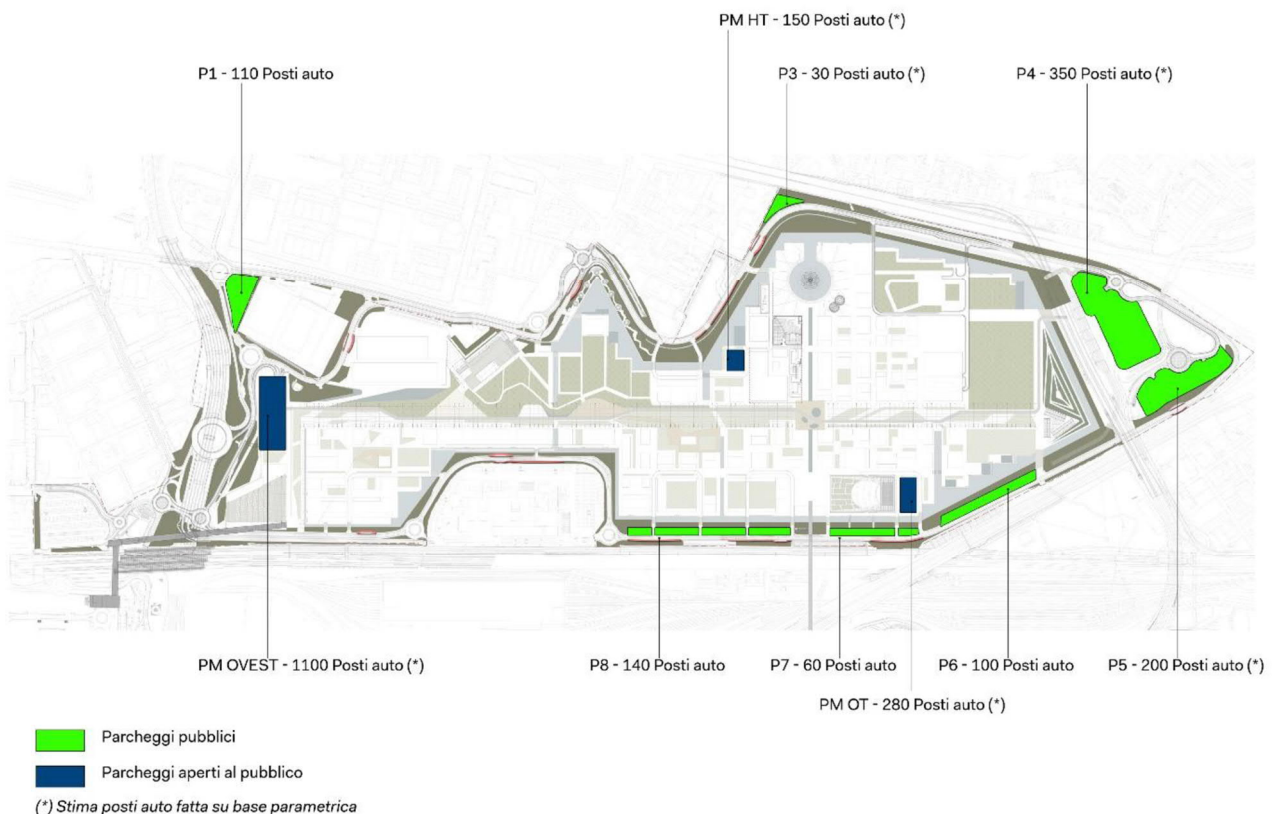 PM HT - 150 Posti auto (*)
P1 - 110 Posti auto
P3 - 30 Posti auto (*)
P4 - 350 Posti auto (*)
PM OVEST - 1100 Posti auto (*)
P8 - 140 Posti auto
P7 - 60 Posti auto
P6 - 100 Posti auto
P5 - 200 Posti auto (*)
PM OT - 280 Posti auto (*)
Parcheggi pubblici
Parcheggi aperti al pubblico
(*) Stima posti auto fatta su base parametrica